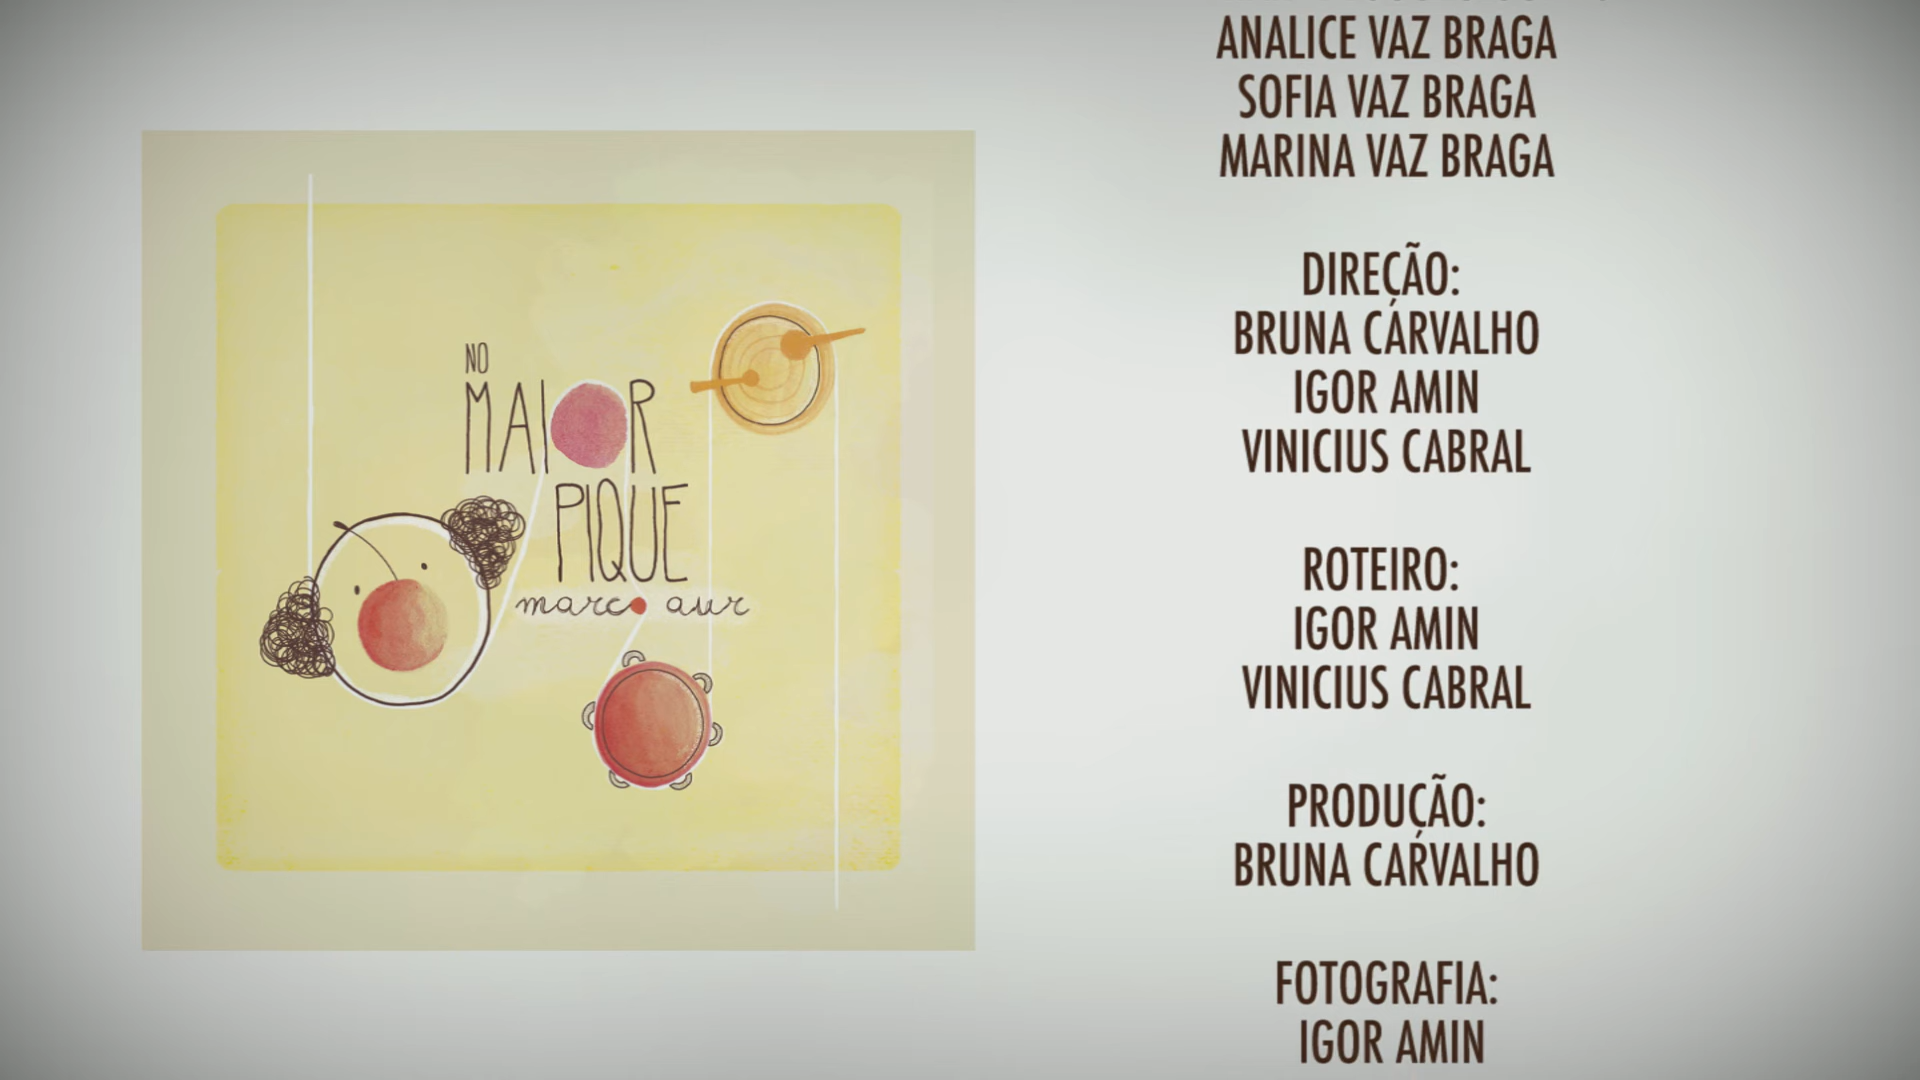 NO
MAIOR
PIQUE
marco aur
ANALICE VAZ BRAGA
SOFIA VAZ BRAGA
MARINA VAZ BRAGA
DIREÇÃO:
BRUNA CARVALHO
IGOR AMIN
VINICIUS CABRAL
ROTEIRO:
IGOR AMIN
VINICIUS CABRAL
PRODUÇÃO:
BRUNA CARVALHO
FOTOGRAFIA:
IGOR AMIN